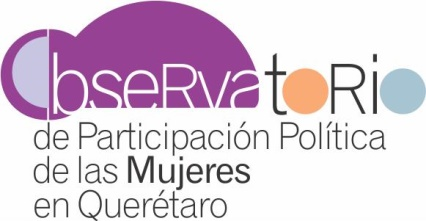 ObseRvatoRio
de Participación Política
de las Mujeres
en Querétaro